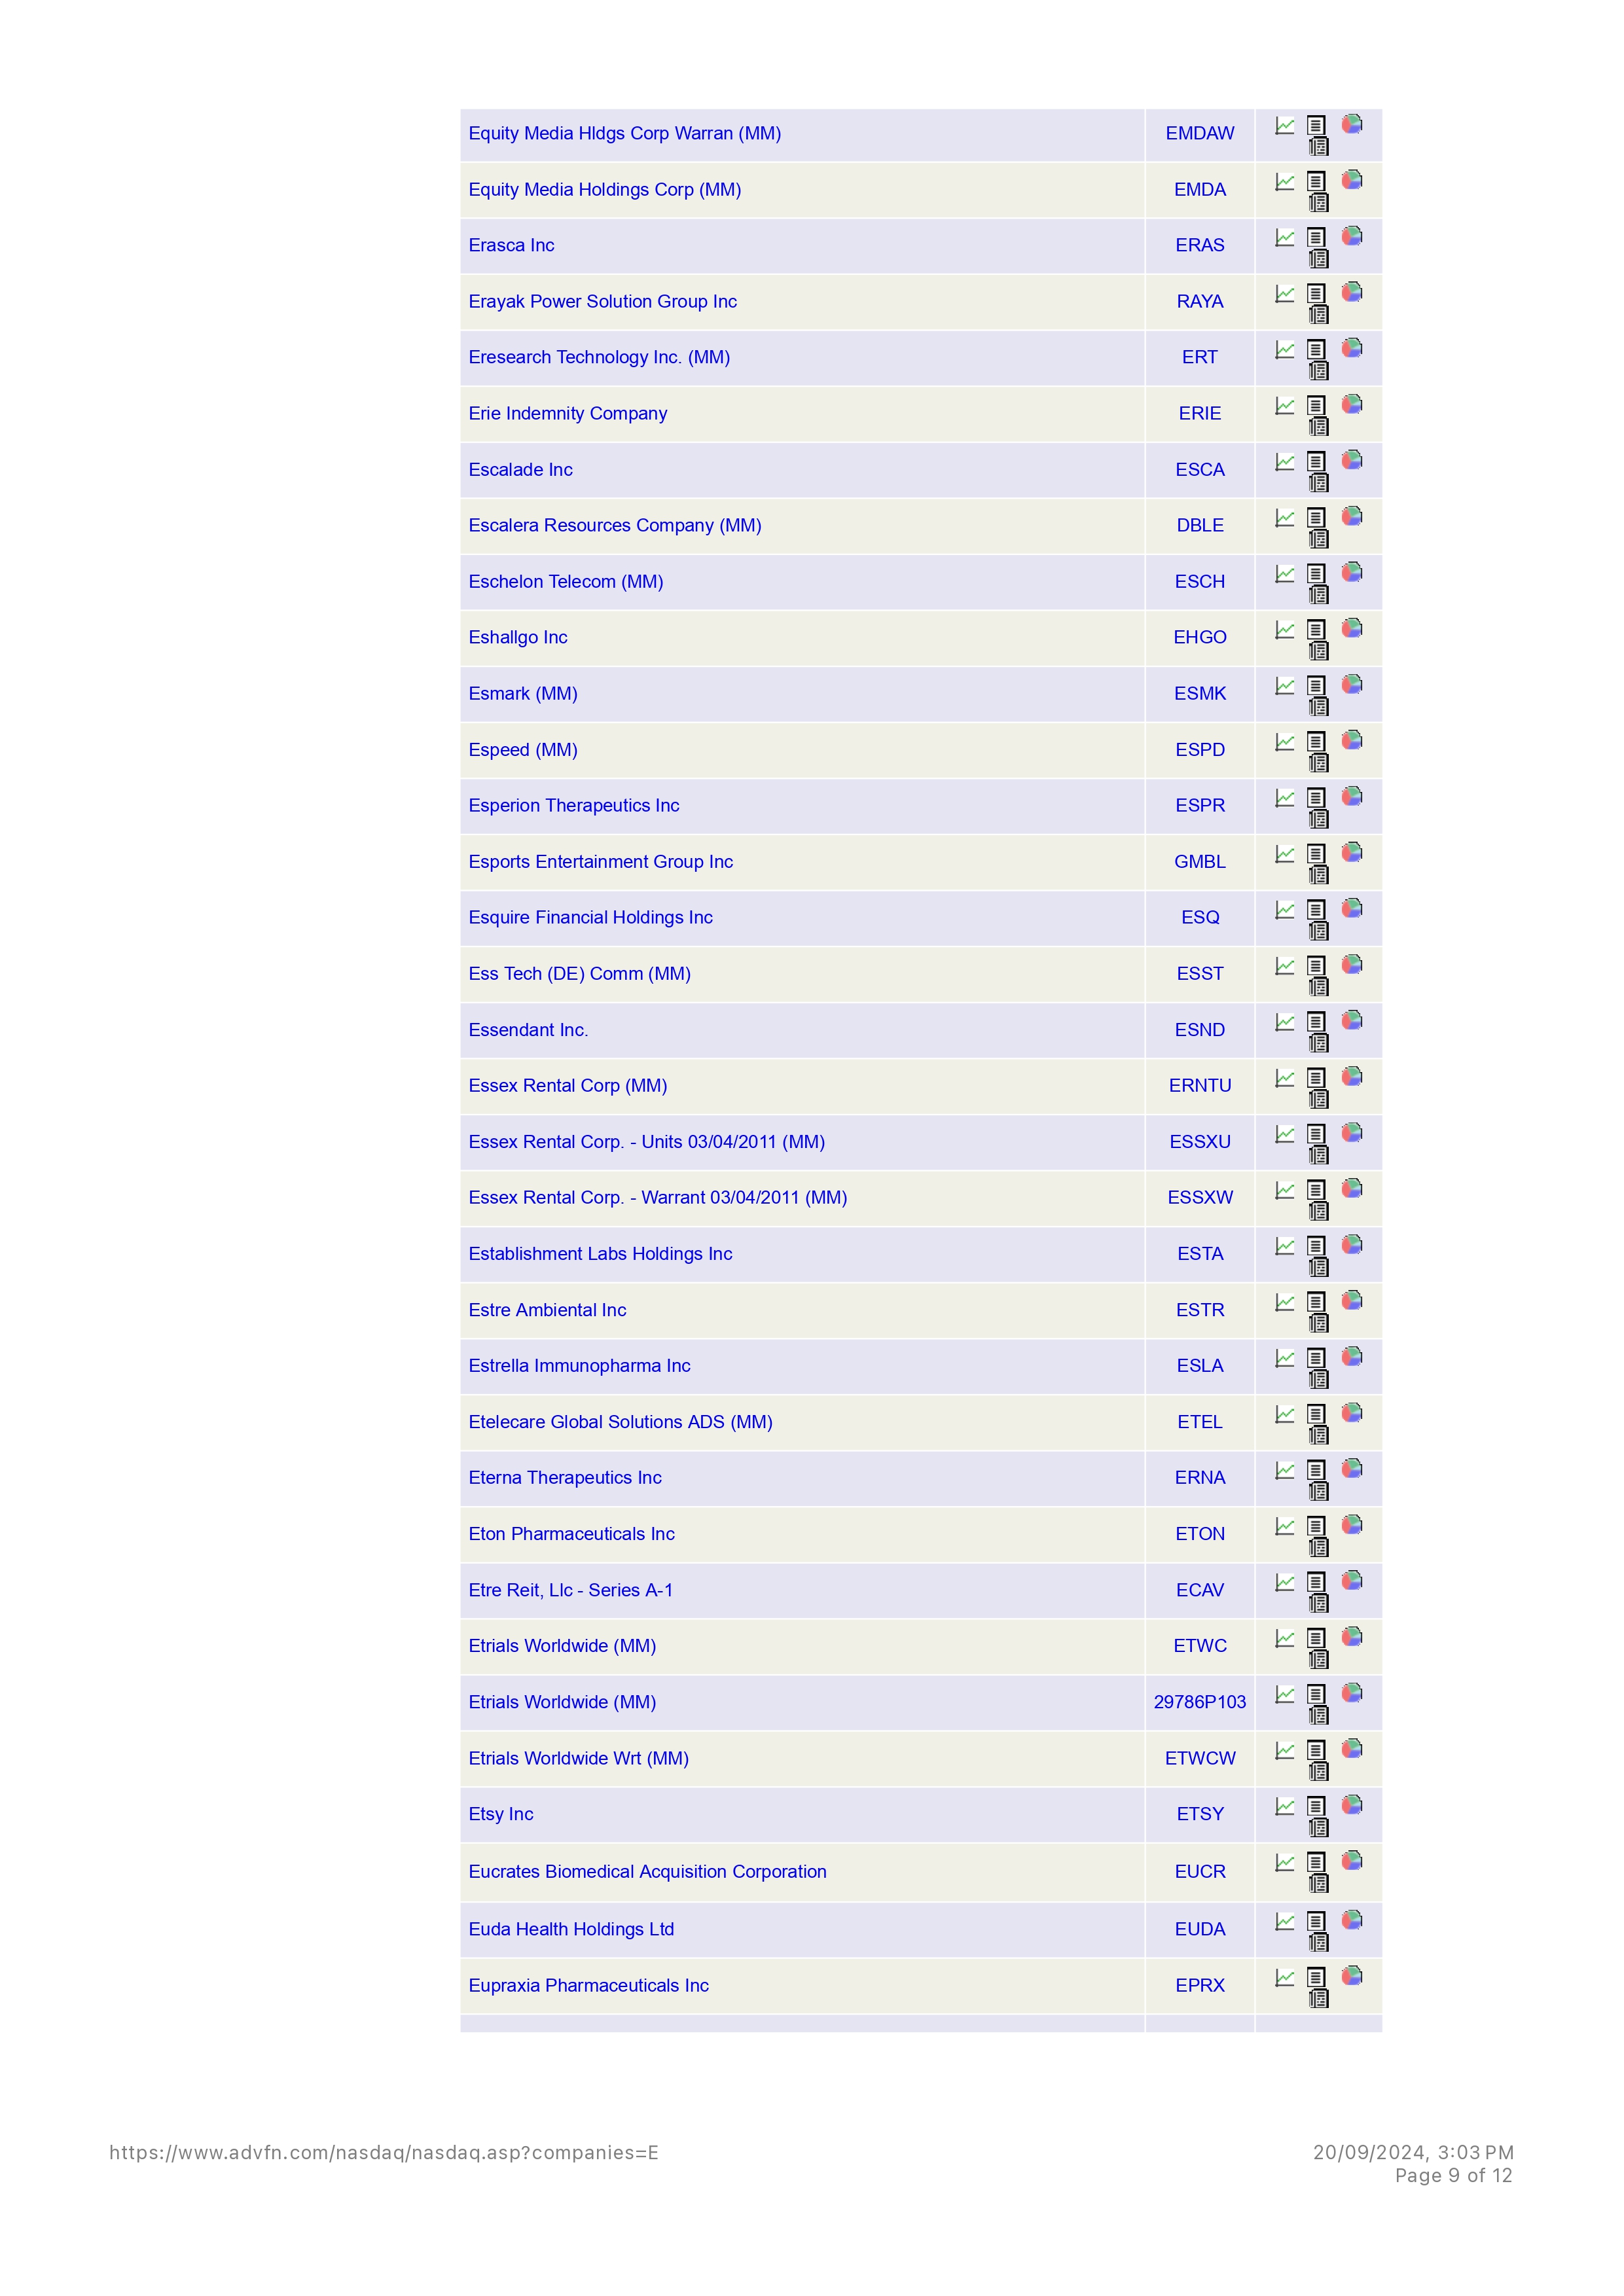 Equity Media Hldgs Corp Warran (MM) EMDAW
Equity Media Holdings Corp (MM) EMDA
Erasca Inc ERAS
Erayak Power Solution Group Inc RAYA
Eresearch Technology Inc. (MM) ERT
Erie Indemnity Company ERIE
Escalade Inc ESCA
Escalera Resources Company (MM) DBLE
Eschelon Telecom (MM) ESCH
Eshallgo Inc EHGO
Esmark (MM) ESMK
Espeed (MM) ESPD
Esperion Therapeutics Inc ESPR
Esports Entertainment Group Inc GMBL
Esquire Financial Holdings Inc ESQ
Ess Tech (DE) Comm (MM) ESST
Essendant Inc. ESND
Essex Rental Corp (MM) ERNTU
Essex Rental Corp. - Units 03/04/2011 (MM) ESSXU
Essex Rental Corp. - Warrant 03/04/2011 (MM) ESSXW
Establishment Labs Holdings Inc ESTA
Estre Ambiental Inc ESTR
Estrella Immunopharma Inc ESLA
Etelecare Global Solutions ADS (MM) ETEL
Eterna Therapeutics Inc ERNA
Eton Pharmaceuticals Inc ETON
Etre Reit, Llc - Series A-1 ECAV
Etrials Worldwide (MM) ETWC
Etrials Worldwide (MM) 29786P103
Etrials Worldwide Wrt (MM) ETWCW
Etsy Inc ETSY
Eucrates Biomedical Acquisition Corporation EUCR
Euda Health Holdings Ltd EUDA
Eupraxia Pharmaceuticals Inc EPRX
https://www.advfn.com/nasdaq/nasdaq.asp?companies=E 20/09/2024, 3:03 PM
Page 9 of 12